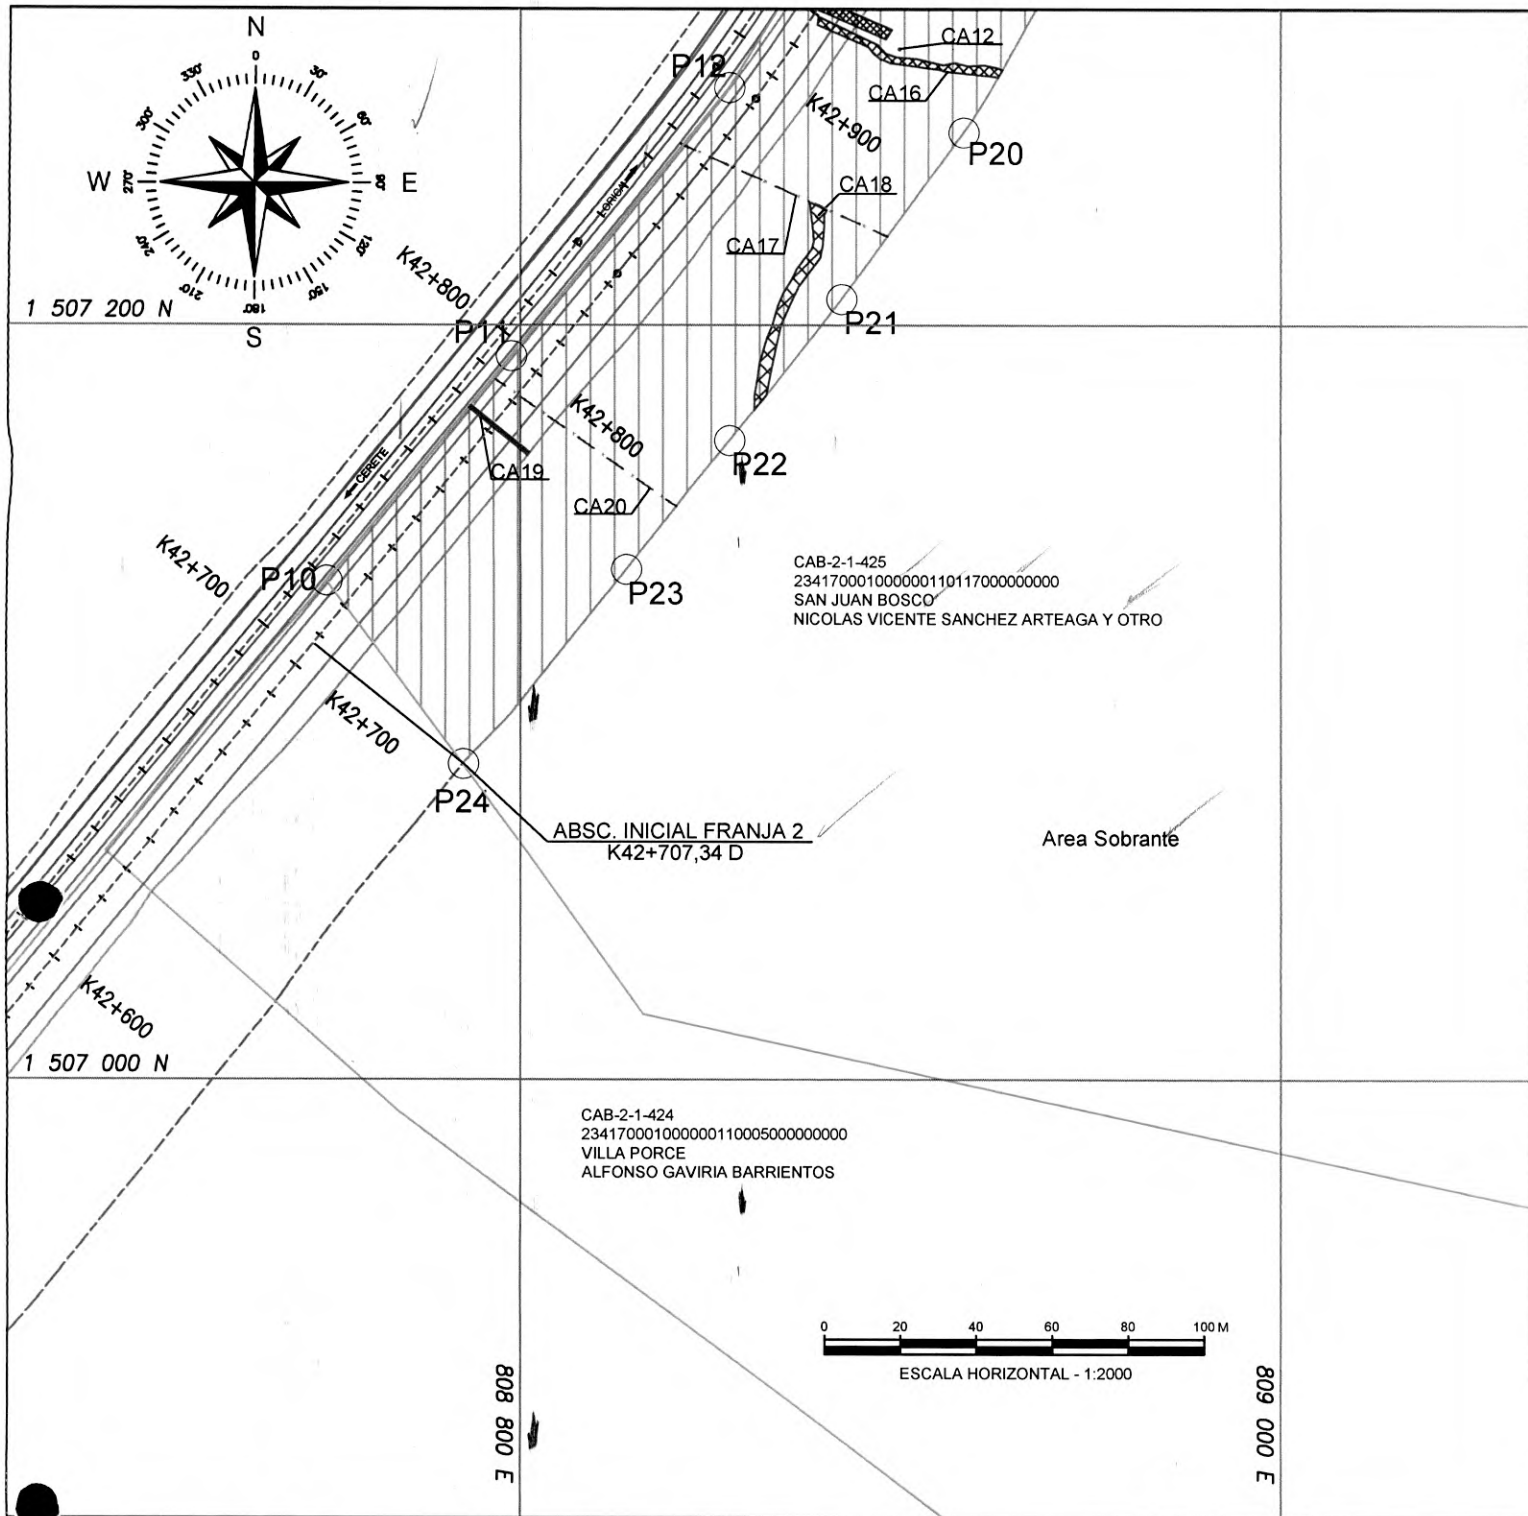 N
0
30°
60°
90°
120°
150°
180°
210°
240°
270°
300°
330°
W
E
S
P12
CA12
CA16
K42+900
P20
CA18
CA17
LORICA
K42+800
1 507 200 N
P11
P21
K42+800
CERETE
CA19
CA20
P22
K42+700
P10
P23
CAB-2-1-425
234170001000000110117000000000
SAN JUAN BOSCO
NICOLAS VICENTE SANCHEZ ARTEAGA Y OTRO
K42+700
P24
ABSC. INICIAL FRANJA 2
K42+707,34 D
Area Sobrante
K42+600
1 507 000 N
CAB-2-1-424
234170001000000110005000000000
VILLA PORCE
ALFONSO GAVIRIA BARRIENTOS
0 20 40 60 80 100 M
ESCALA HORIZONTAL - 1:2000
808 800 E
809 000 E